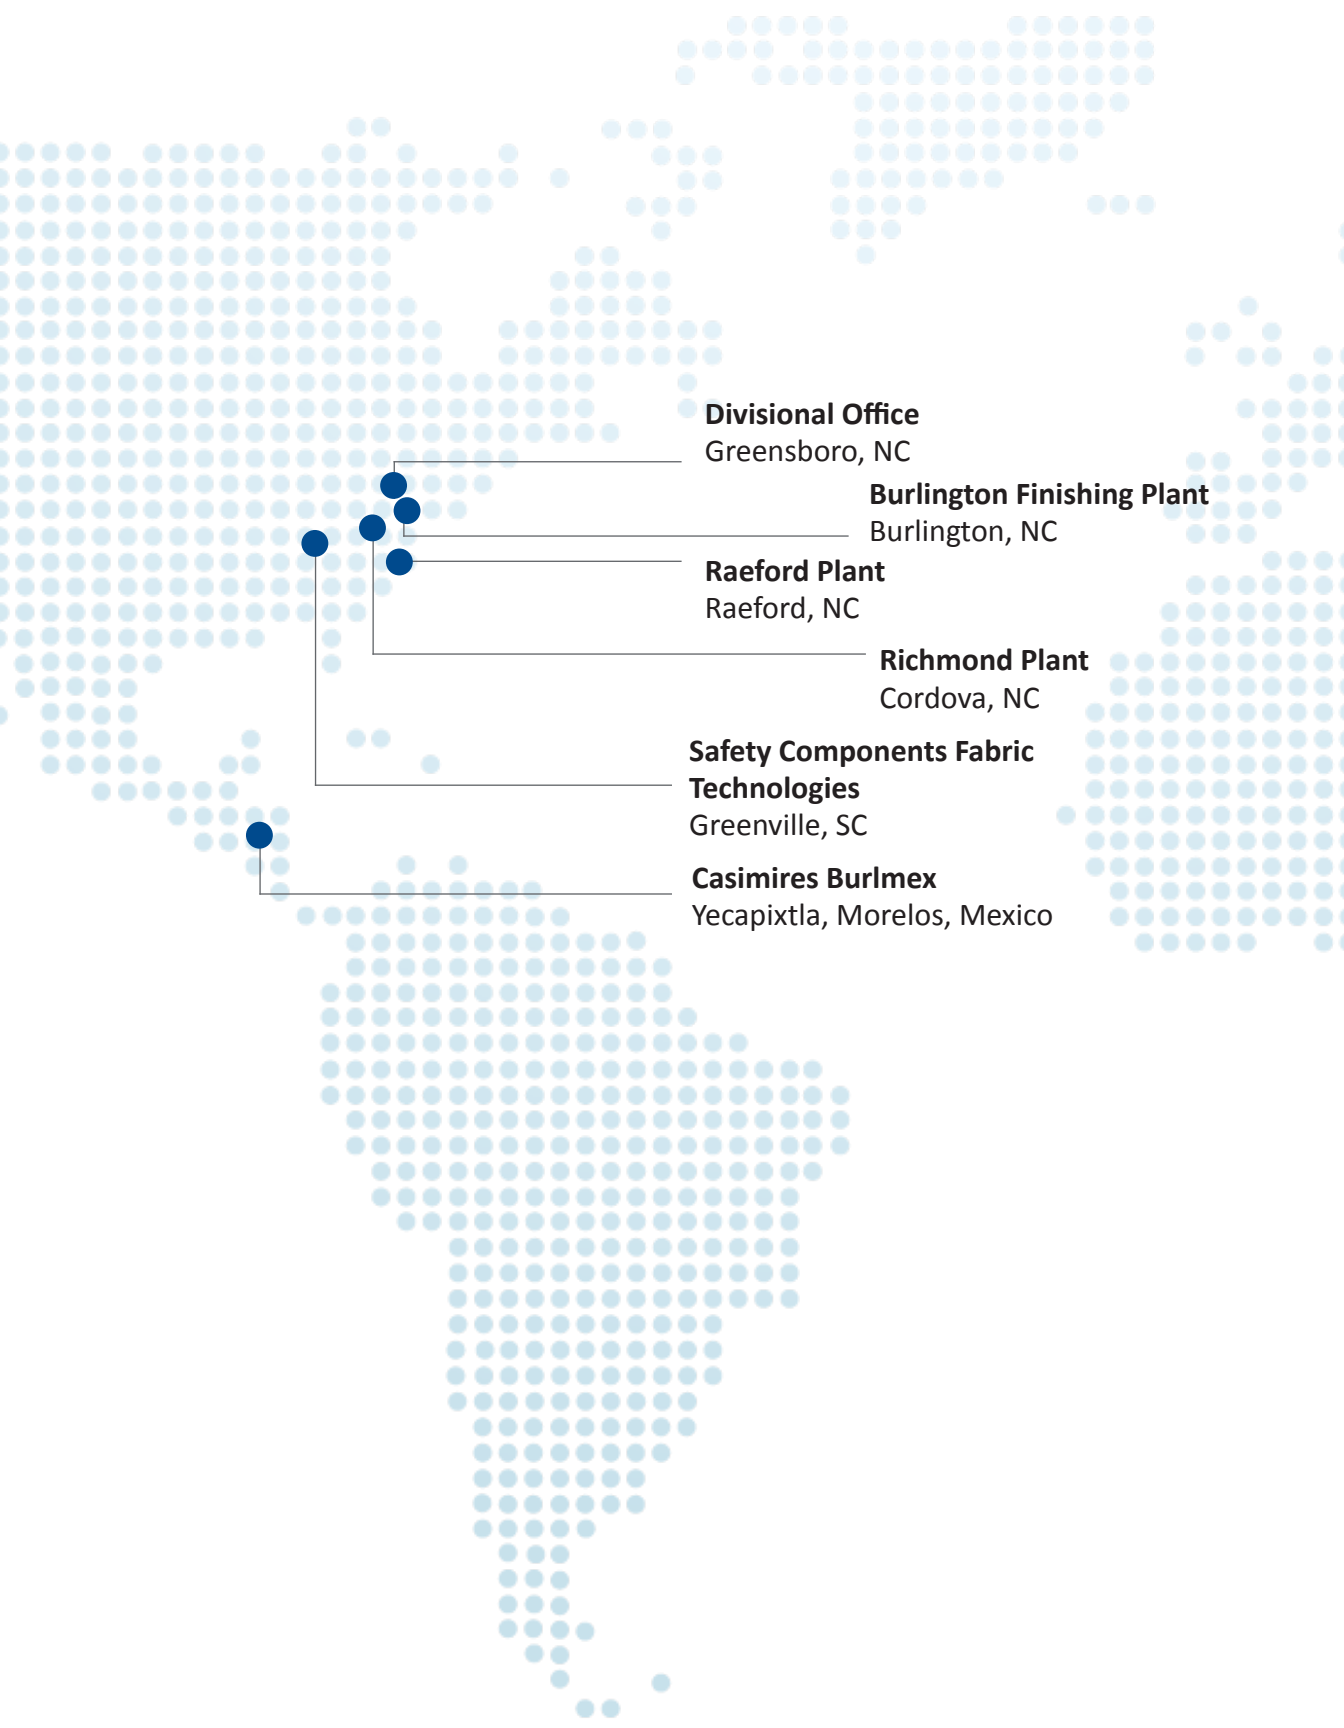 Divisional Office
Greensboro, NC
Burlington Finishing Plant
Burlington, NC
Raeford Plant
Raeford, NC
Richmond Plant
Cordova, NC
Safety Components Fabric
Technologies
Greenville, SC
Casimires Burlmex
Yecapixtla, Morelos, Mexico